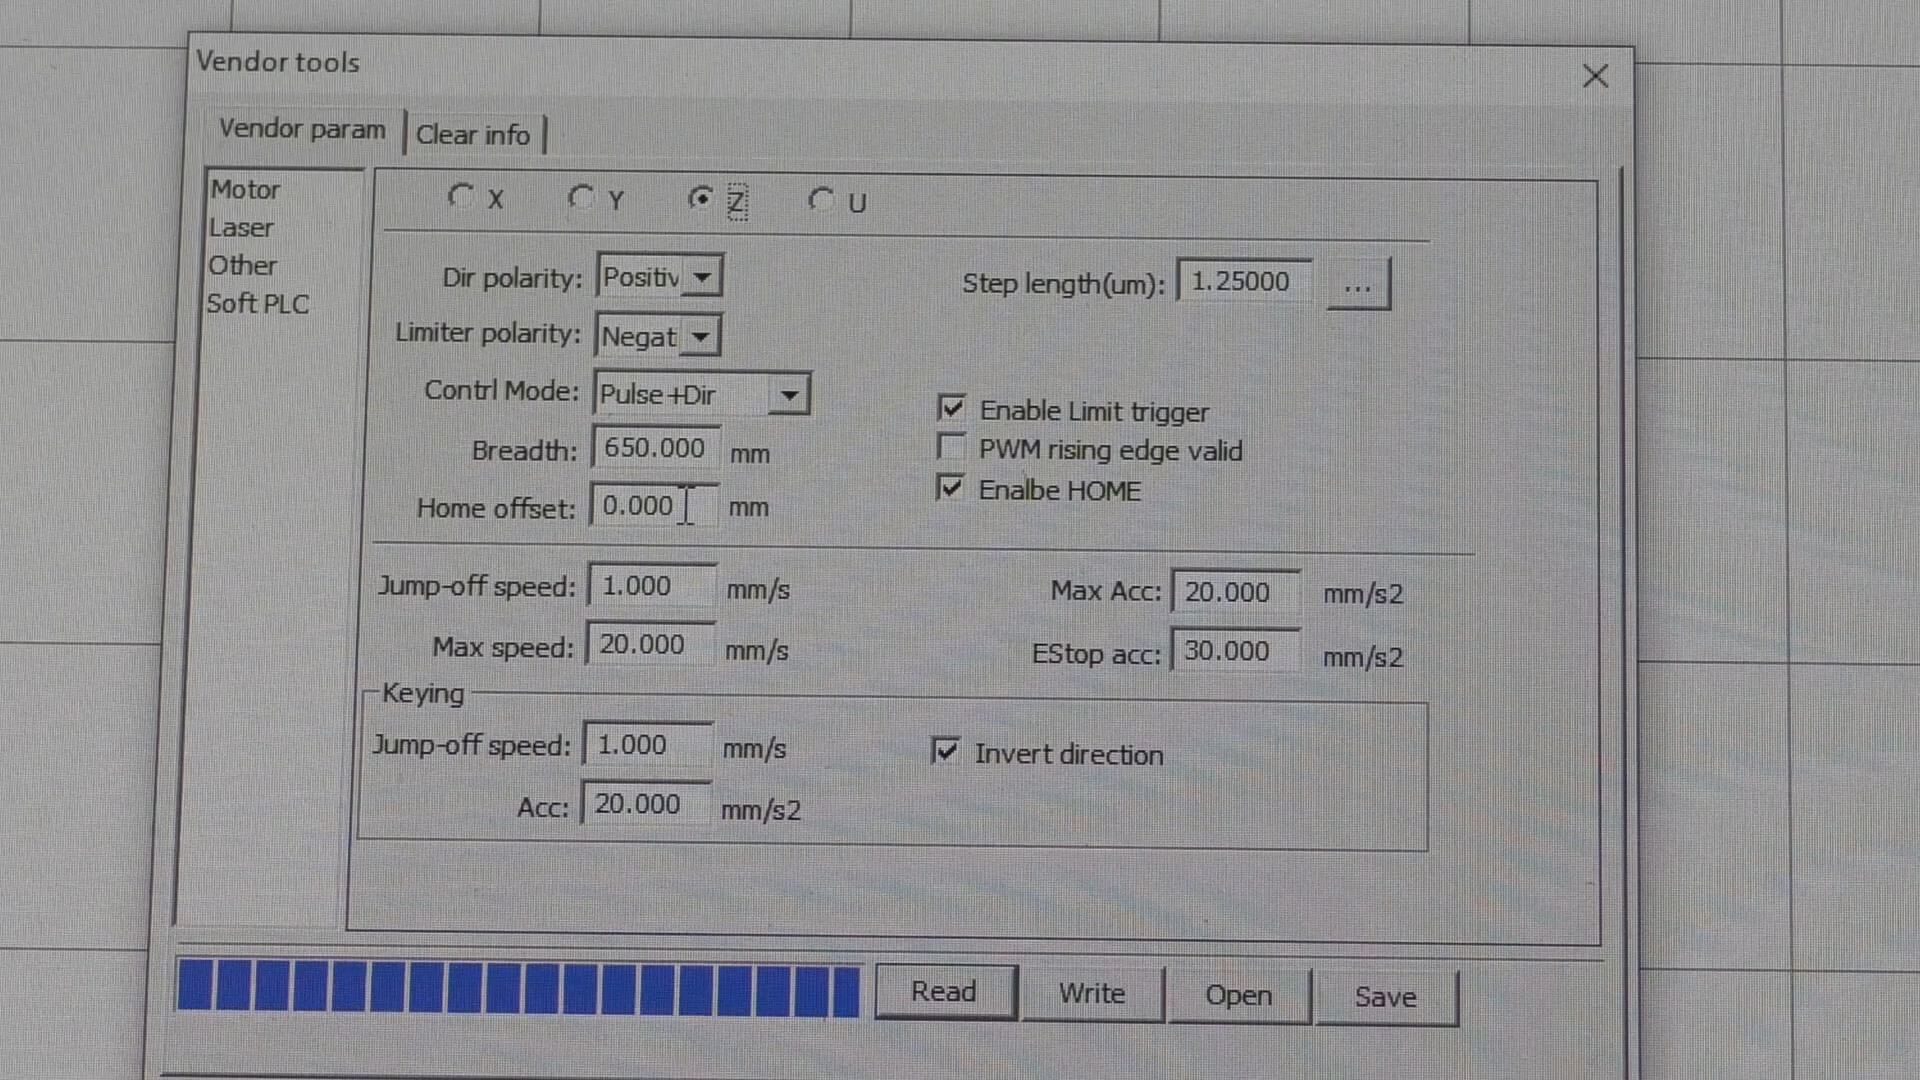 Vendor tools
Vendor param Clear info
Motor
Laser
Other
Soft PLC
X Y Z U
Dir polarity: Positiv Step length(um): 1.25000 ...
Limiter polarity: Negat
Contrl Mode: Pulse+Dir Enable Limit trigger
Breadth: 650.000 mm PWM rising edge valid
Home offset: 0.000 mm Enalbe HOME
Jump-off speed: 1.000 mm/s Max Acc: 20.000 mm/s2
Max speed: 20.000 mm/s EStop acc: 30.000 mm/s2
Keying
Jump-off speed: 1.000 mm/s Invert direction
Acc: 20.000 mm/s2
Read Write Open Save